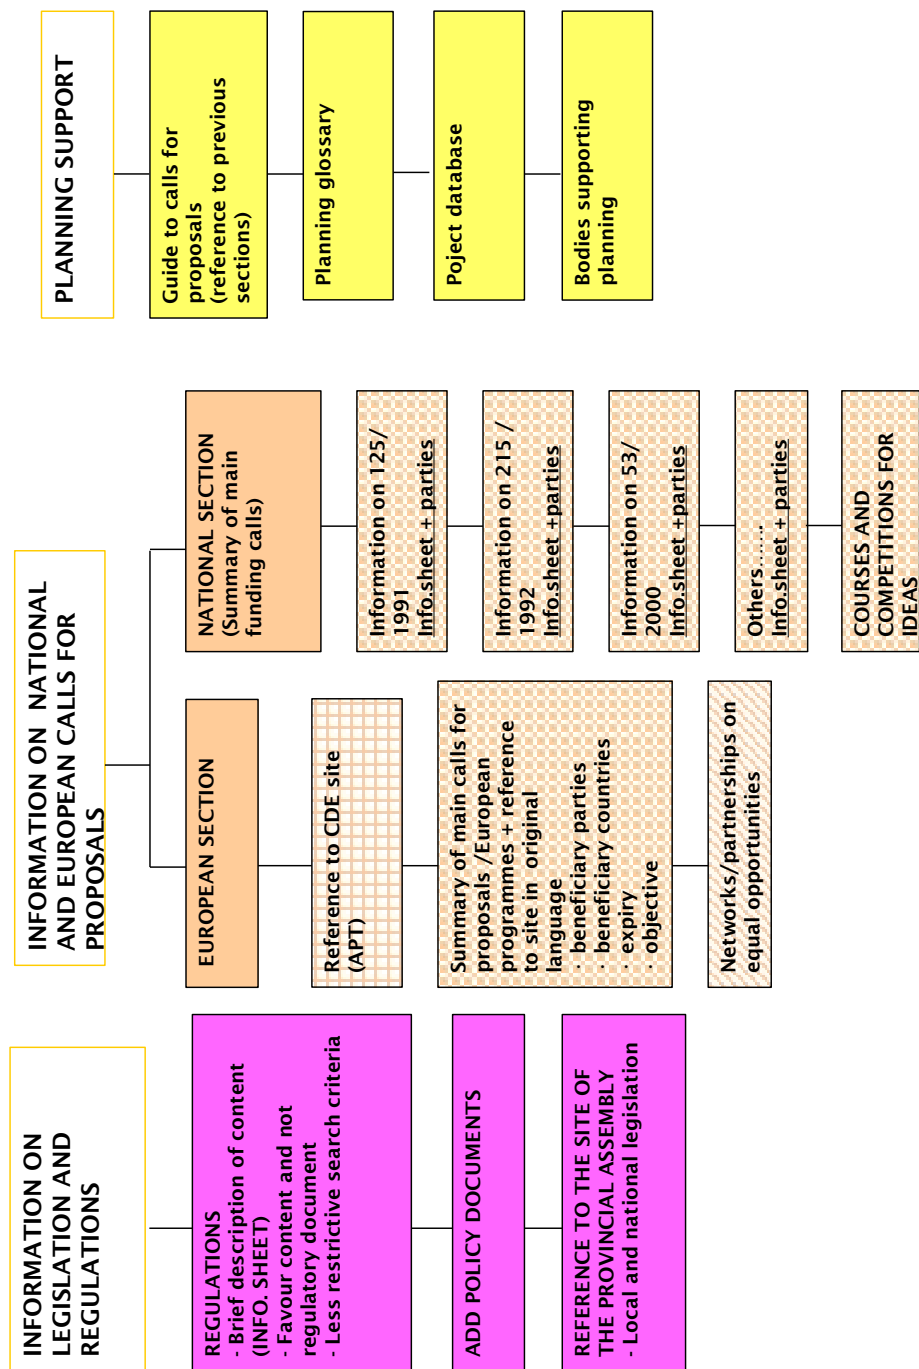 INFORMATION ON
LEGISLATION AND
REGULATIONS
REGULATIONS
- Brief description of content
(INFO. SHEET)
- Favour content and not
regulatory document
- Less restrictive search criteria
ADD POLICY DOCUMENTS
REFERENCE TO THE SITE OF
THE PROVINCIAL ASSEMBLY
- Local and national legislation
INFORMATION ON  NATIONAL
AND EUROPEAN CALLS FOR
PROPOSALS
EUROPEAN SECTION
Reference to CDE site
(APT)
Summary of main calls for
proposals /European
programmes + reference
to site in original
language
· beneficiary parties
· beneficiary countries
· expiry
· objective
Networks/partnerships on
equal opportunities
NATIONAL SECTION
(Summary of main
funding calls)
Information on 125/
1991
Info.sheet + parties
Information on 215 /
1992
Info.sheet +parties
Information on 53/
2000
Info.sheet +parties
Others......
Info.sheet + parties
COURSES AND
COMPETITIONS FOR
IDEAS
PLANNING SUPPORT
Guide to calls for
proposals
(reference to previous
sections)
Planning glossary
Poject database
Bodies supporting
planning